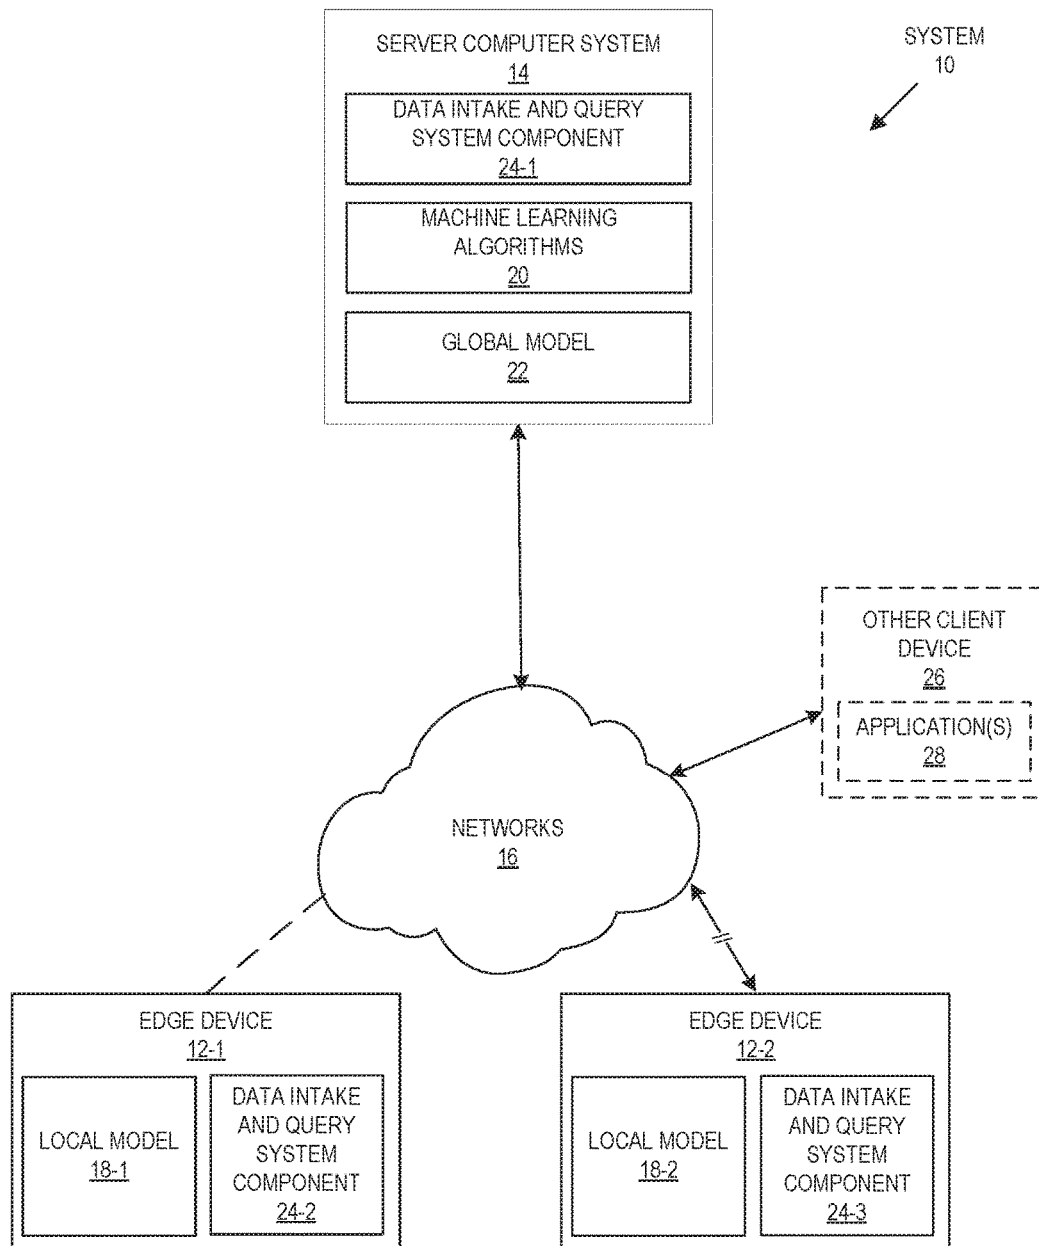 SERVER COMPUTER SYSTEM
14
DATA INTAKE AND QUERY
SYSTEM COMPONENT
24-1
MACHINE LEARNING
ALGORITHMS
20
GLOBAL MODEL
22
SYSTEM
10
OTHER CLIENT
DEVICE
26
APPLICATION(S)
28
NETWORKS
16
EDGE DEVICE
12-1
LOCAL MODEL
18-1
DATA INTAKE
AND QUERY
SYSTEM
COMPONENT
24-2
EDGE DEVICE
12-2
LOCAL MODEL
18-2
DATA INTAKE
AND QUERY
SYSTEM
COMPONENT
24-3